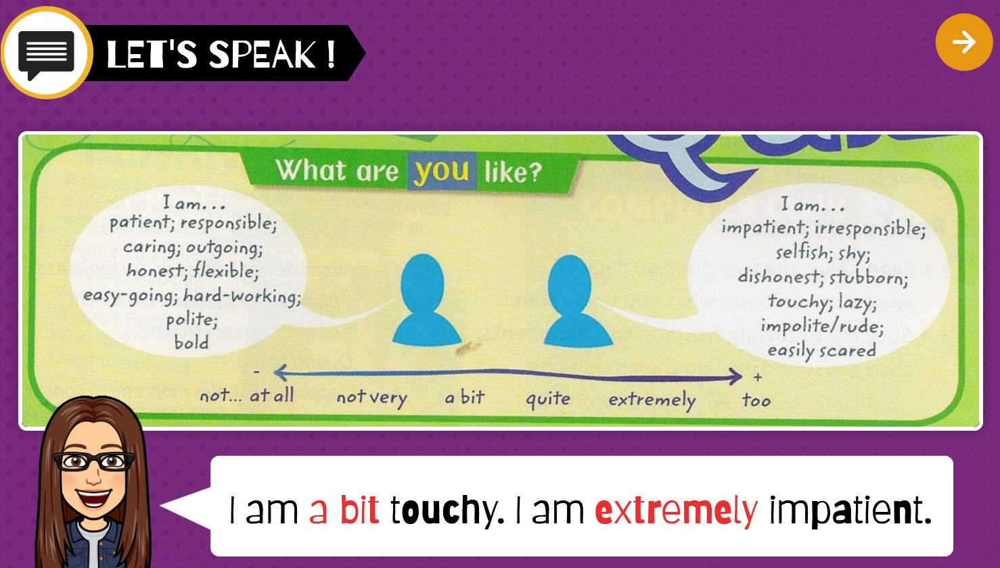 LET'S SPEAK !
What are you like?
I am...
patient; responsible;
caring; outgoing;
honest; flexible;
easy-going; hard-working;
polite;
bold
I am...
impatient; irresponsible;
selfish; shy;
dishonest; stubborn;
touchy; lazy;
impolite/rude;
easily scared
- +
not... at all not very a bit quite extremely too
I am a bit touchy. I am extremely impatient.